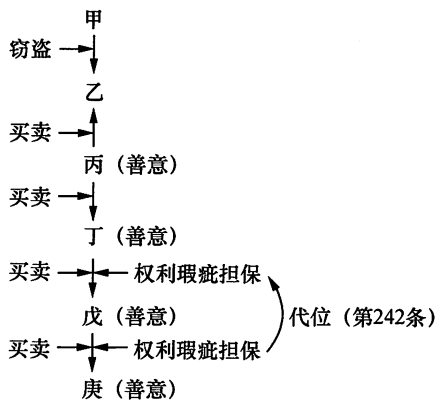 甲
窃盗
乙
买卖
丙（善意）
买卖
丁（善意）
买卖 权利瑕疵担保
戊（善意） 代位（第242条）
买卖 权利瑕疵担保
庚（善意）